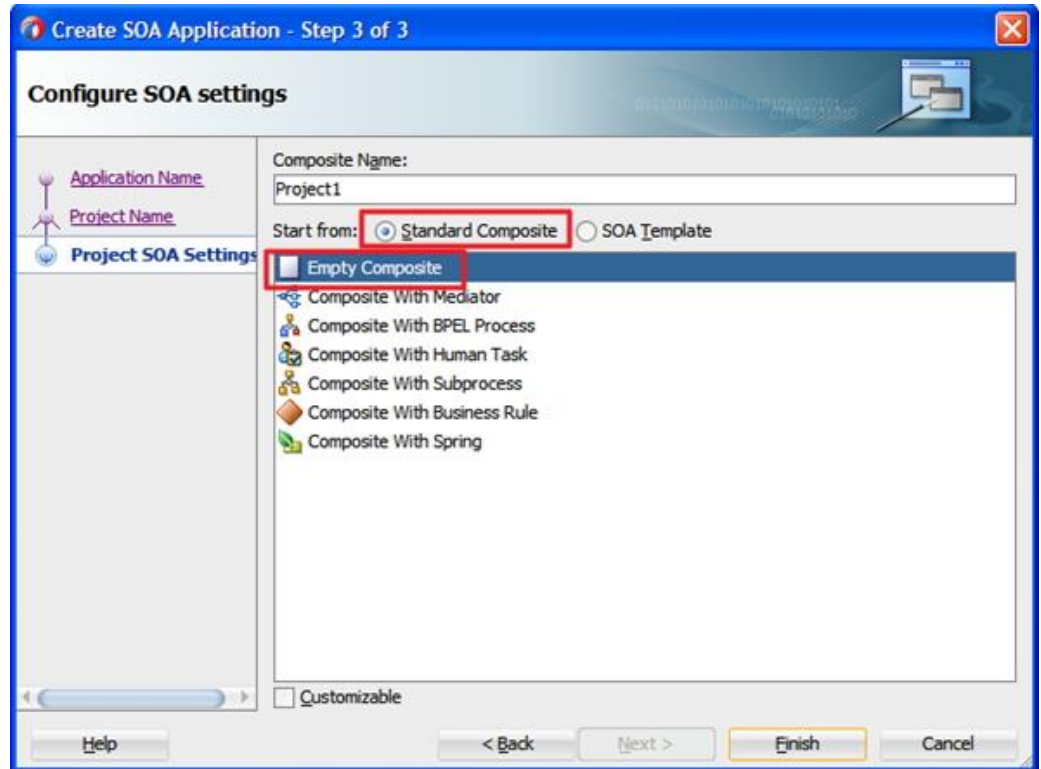 Create SOA Application - Step 3 of 3
Configure SOA settings
Application Name
Project Name
Project SOA Settings
Composite Name:
Project1
Start from: Standard Composite SOA Template
Empty Composite
Composite With Mediator
Composite With BPEL Process
Composite With Human Task
Composite With Subprocess
Composite With Business Rule
Composite With Spring
Customizable
Help < Back Next > Finish Cancel